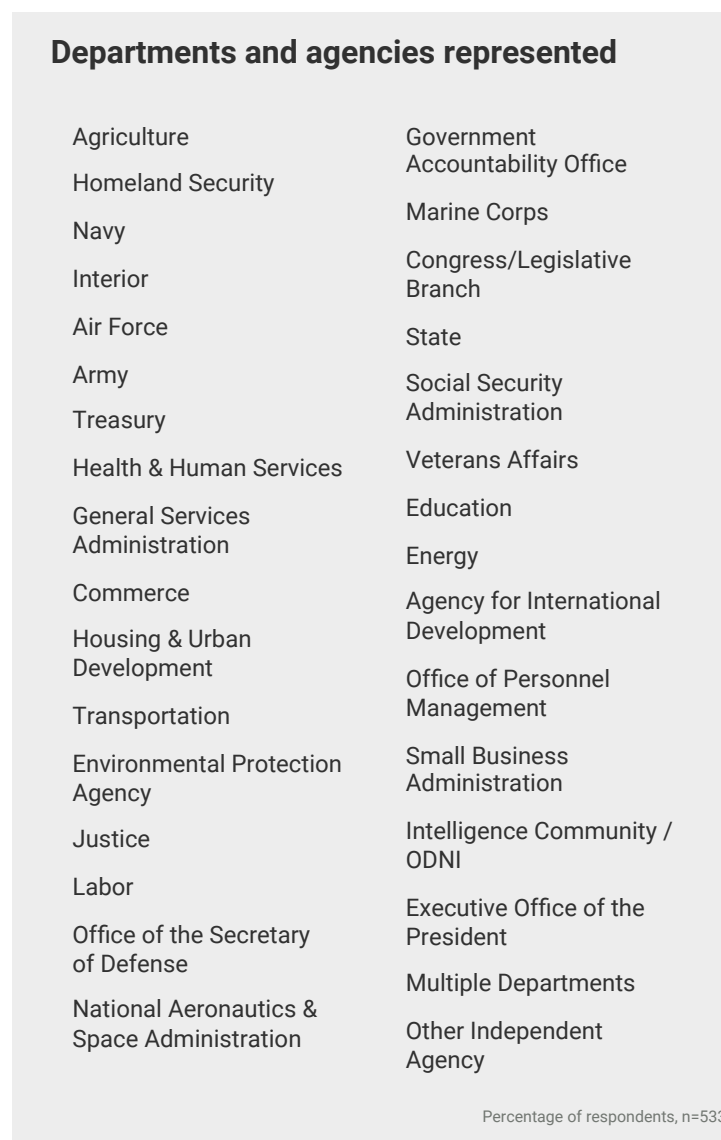 Departments and agencies represented
Agriculture
Homeland Security
Navy
Interior
Air Force
Army
Treasury
Health & Human Services
General Services
Administration
Commerce
Housing & Urban
Development
Transportation
Environmental Protection
Agency
Justice
Labor
Office of the Secretary
of Defense
National Aeronautics &
Space Administration
Government
Accountability Office
Marine Corps
Congress/Legislative
Branch
State
Social Security
Administration
Veterans Affairs
Education
Energy
Agency for International
Development
Office of Personnel
Management
Small Business
Administration
Intelligence Community /
ODNI
Executive Office of the
President
Multiple Departments
Other Independent
Agency
Percentage of respondents, n=533